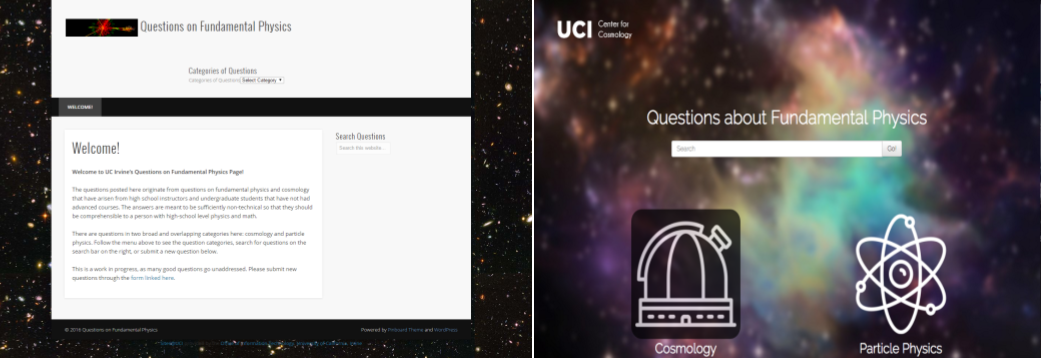 Questions on Fundamental Physics
Categories of Questions
Categories of Questions Select Category
WELCOME!
Welcome!
Welcome to UC Irvine's Questions on Fundamental Physics Page!
The questions posted here originate from questions on fundamental physics and cosmology
that have arisen from high school instructors and undergraduate students that have not had
advanced courses. The answers are meant to be sufficiently non-technical so that they should
be comprehensible to a person with high-school level physics and math.
There are questions in two broad and overlapping categories here: cosmology and particle
physics. Follow the menu above to see the question categories, search for questions on the
search bar on the right, or submit a new question below.
This is a work in progress, as many good questions go unaddressed. Please submit new
questions through the form linked here.
Search Questions
Search this website...
© 2016 Questions on Fundamental Physics
Powered by Pinboard Theme and WordPress
UCI Center for
Cosmology
Questions about Fundamental Physics
Search Go!
Cosmology
Particle Physics